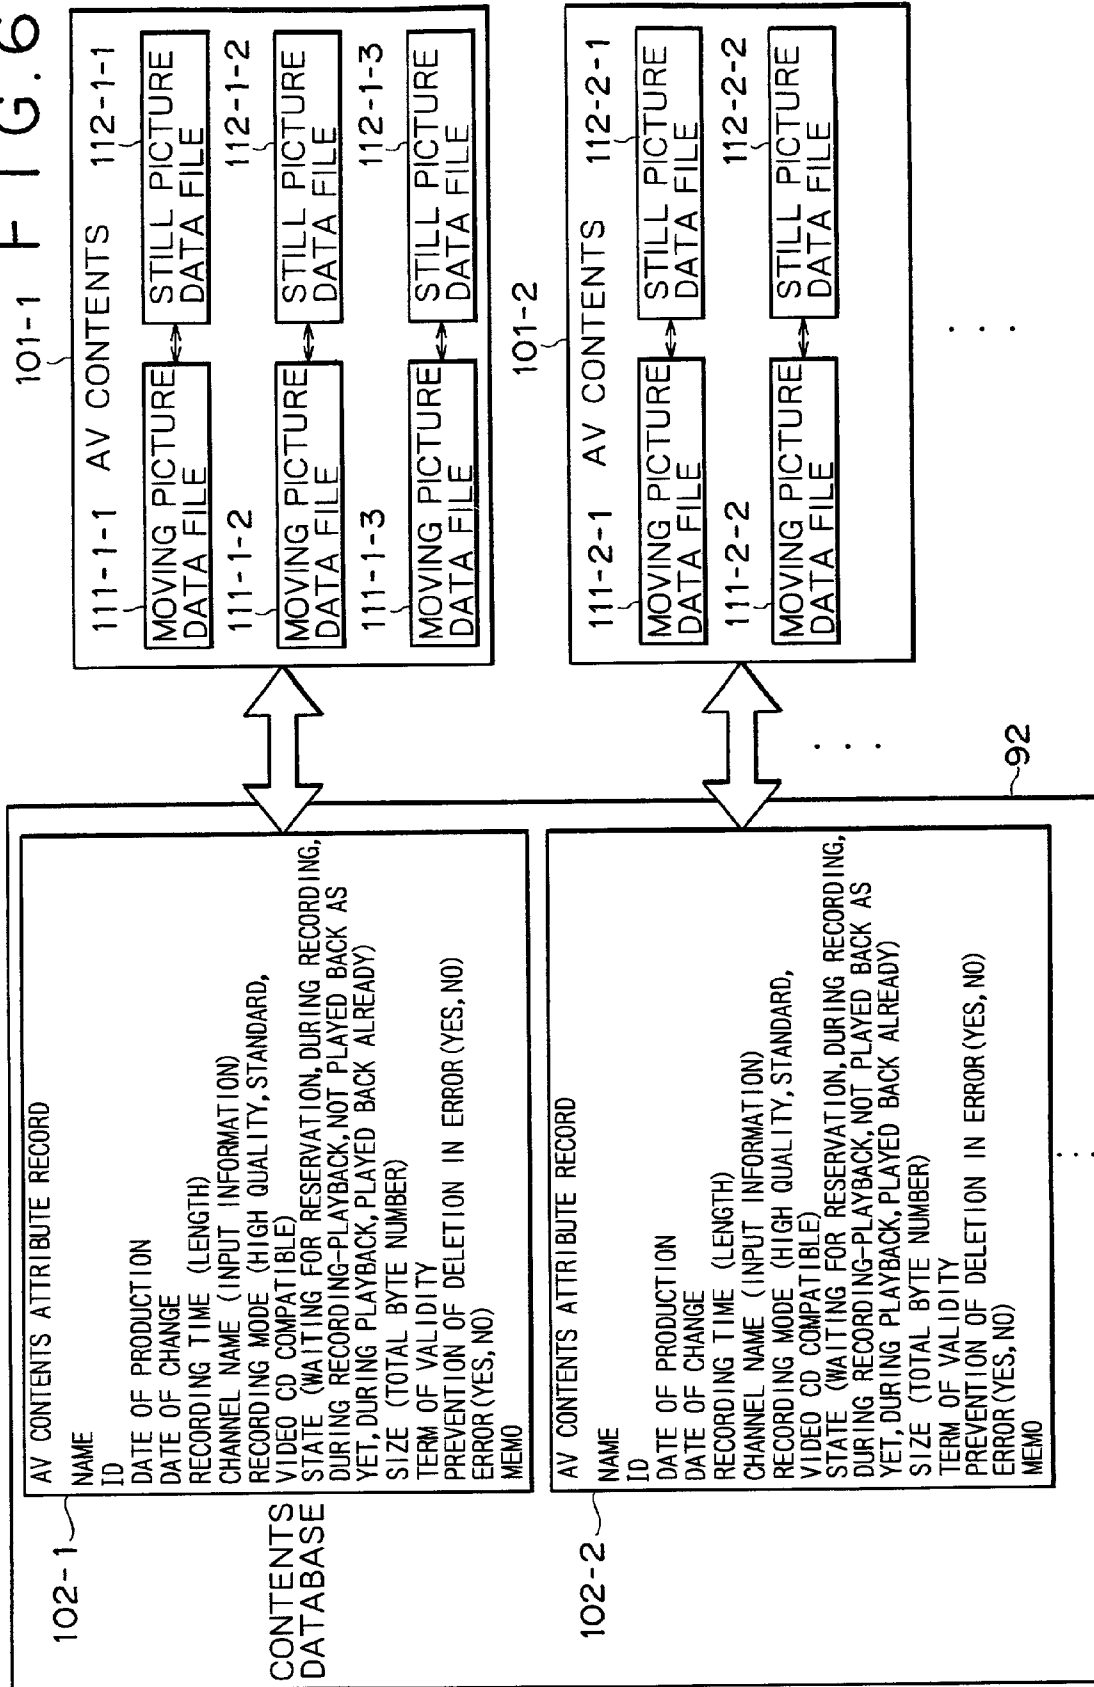 FIG.6
102-1
CONTENTS
DATABASE
AV CONTENTS ATTRIBUTE RECORD
NAME
ID
DATE OF PRODUCTION
DATE OF CHANGE
RECORDING TIME (LENGTH)
CHANNEL NAME (INPUT INFORMATION)
RECORDING MODE (HIGH QUALITY, STANDARD,
VIDEO CD COMPATIBLE)
STATE (WAITING FOR RESERVATION, DURING RECORDING,
DURING RECORDING-PLAYBACK, NOT PLAYED BACK AS
YET, DURING PLAYBACK, PLAYED BACK ALREADY)
SIZE (TOTAL BYTE NUMBER)
TERM OF VALIDITY
PREVENTION OF DELETION IN ERROR (YES, NO)
ERROR (YES, NO)
MEMO
102-2
AV CONTENTS ATTRIBUTE RECORD
NAME
ID
DATE OF PRODUCTION
DATE OF CHANGE
RECORDING TIME (LENGTH)
CHANNEL NAME (INPUT INFORMATION)
RECORDING MODE (HIGH QUALITY, STANDARD,
VIDEO CD COMPATIBLE)
STATE (WAITING FOR RESERVATION, DURING RECORDING,
DURING RECORDING-PLAYBACK, NOT PLAYED BACK AS
YET, DURING PLAYBACK, PLAYED BACK ALREADY)
SIZE (TOTAL BYTE NUMBER)
TERM OF VALIDITY
PREVENTION OF DELETION IN ERROR (YES, NO)
ERROR (YES, NO)
MEMO
92
101-1
111-1-1 AV CONTENTS 112-1-1
MOVING PICTURE
DATA FILE
STILL PICTURE
DATA FILE
111-1-2
112-1-2
MOVING PICTURE
DATA FILE
STILL PICTURE
DATA FILE
111-1-3
112-1-3
MOVING PICTURE
DATA FILE
STILL PICTURE
DATA FILE
101-2
111-2-1 AV CONTENTS 112-2-1
MOVING PICTURE
DATA FILE
STILL PICTURE
DATA FILE
111-2-2
112-2-2
MOVING PICTURE
DATA FILE
STILL PICTURE
DATA FILE